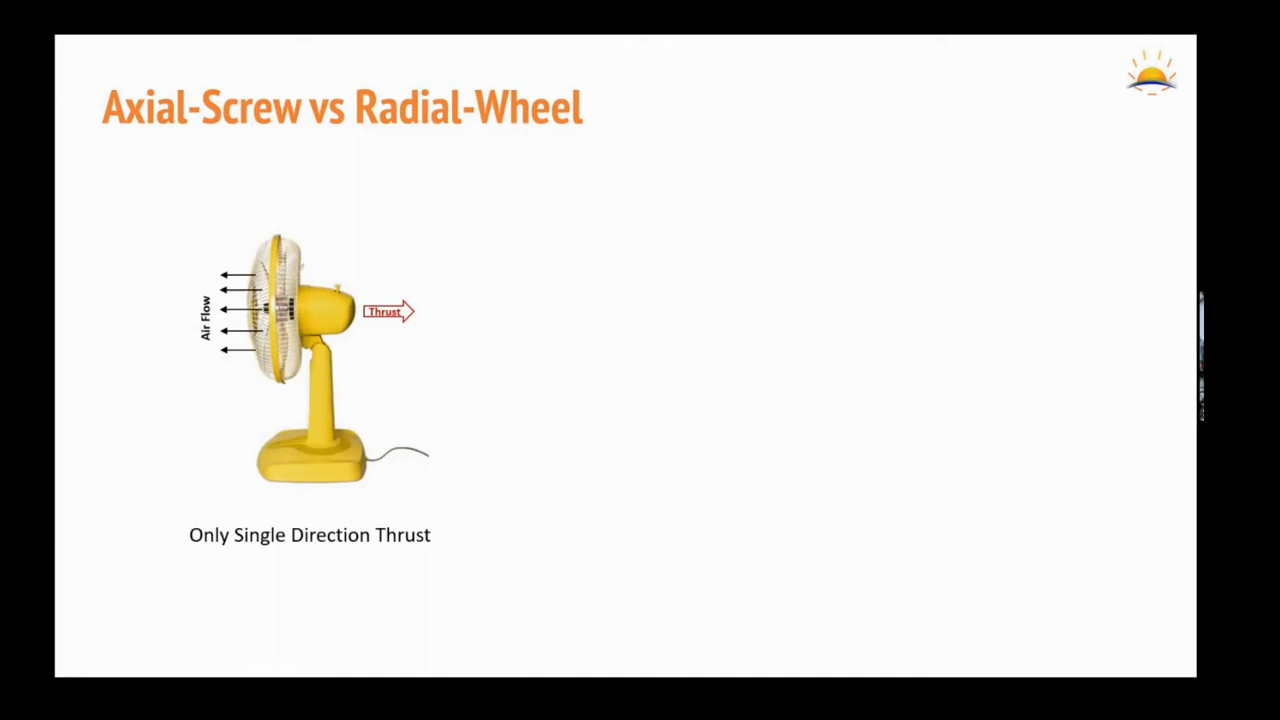 Axial-Screw vs Radial-Wheel
Air Flow
Thrust
Only Single Direction Thrust